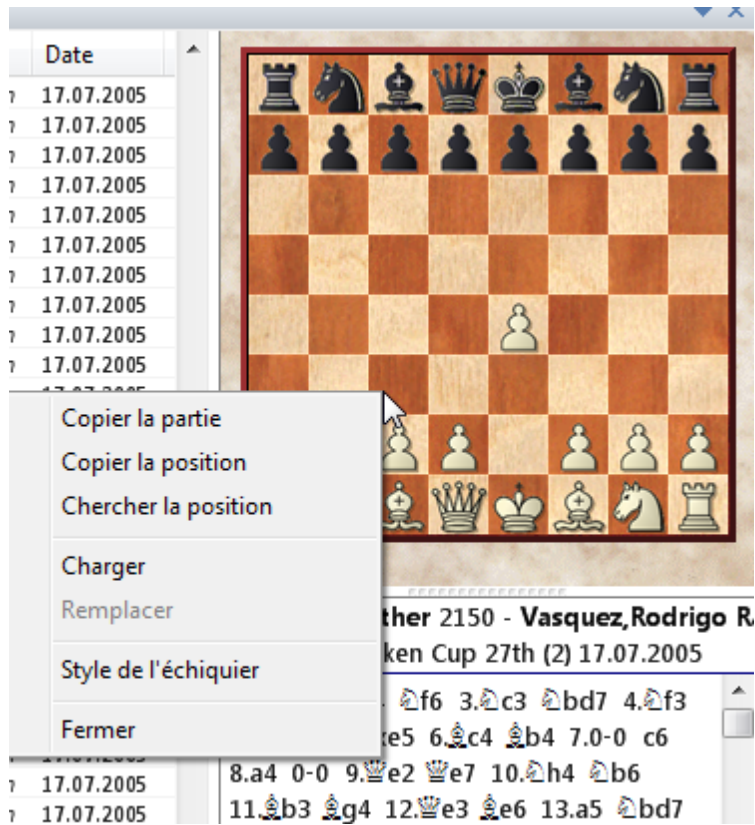 Date
17.07.2005
17.07.2005
17.07.2005
17.07.2005
17.07.2005
17.07.2005
17.07.2005
17.07.2005
17.07.2005
17.07.2005
Copier la partie
Copier la position
Chercher la position
Charger
Remplacer
Style de l'échiquier
Fermer
17.07.2005
17.07.2005
ther 2150 - Vasquez,Rodrigo R
ken Cup 27th (2) 17.07.2005
♘f6 3.♘c3 ♘bd7 4.♘f3
e5 6.♗c4 ♗b4 7.0-0 c6
8.a4 0-0 9.♕e2 ♕e7 10.♘h4 ♘b6
11.♗b3 ♗g4 12.♕e3 ♗e6 13.a5 ♘bd7